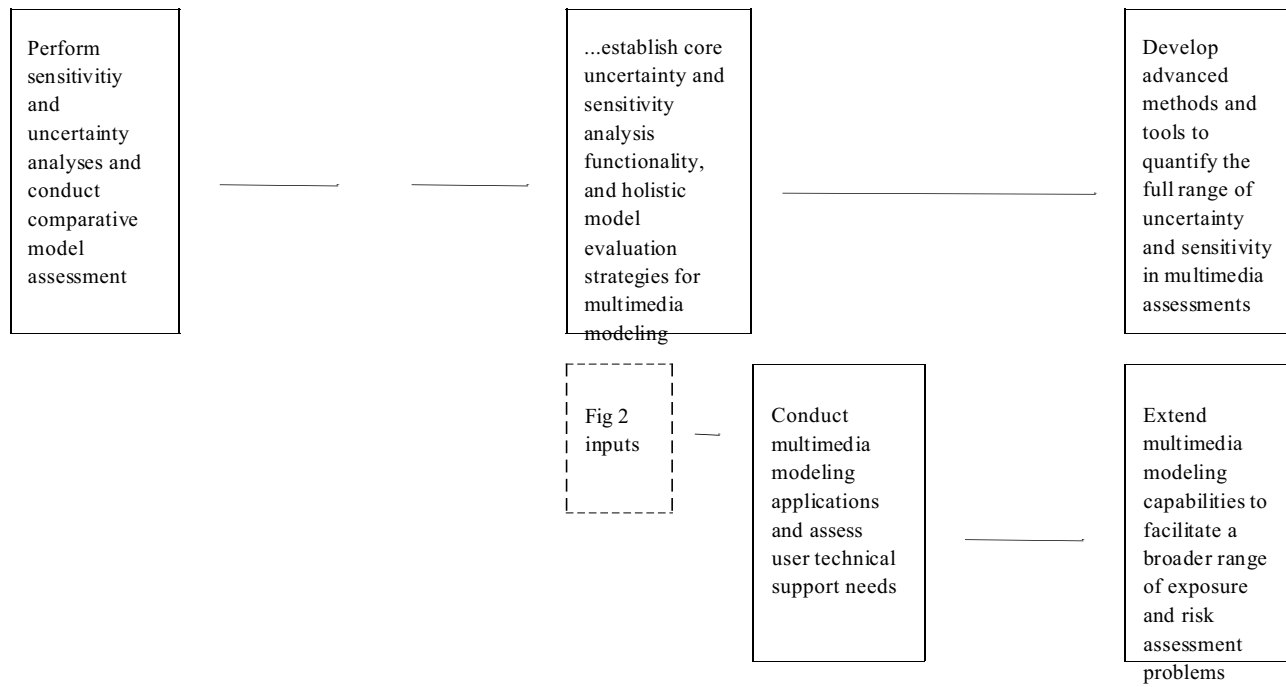 Perform
sensitivitiy
and
uncertainty
analyses and
conduct
comparative
model
assessment
...establish core
uncertainty and
sensitivity
analysis
functionality,
and holistic
model
evaluation
strategies for
multimedia
modeling
Develop
advanced
methods and
tools to
quantify the
full range of
uncertainty
and sensitivity
in multimedia
assessments
Fig 2
inputs
Conduct
multimedia
modeling
applications
and assess
user technical
support needs
Extend
multimedia
modeling
capabilities to
facilitate a
broader range
of exposure
and risk
assessment
problems